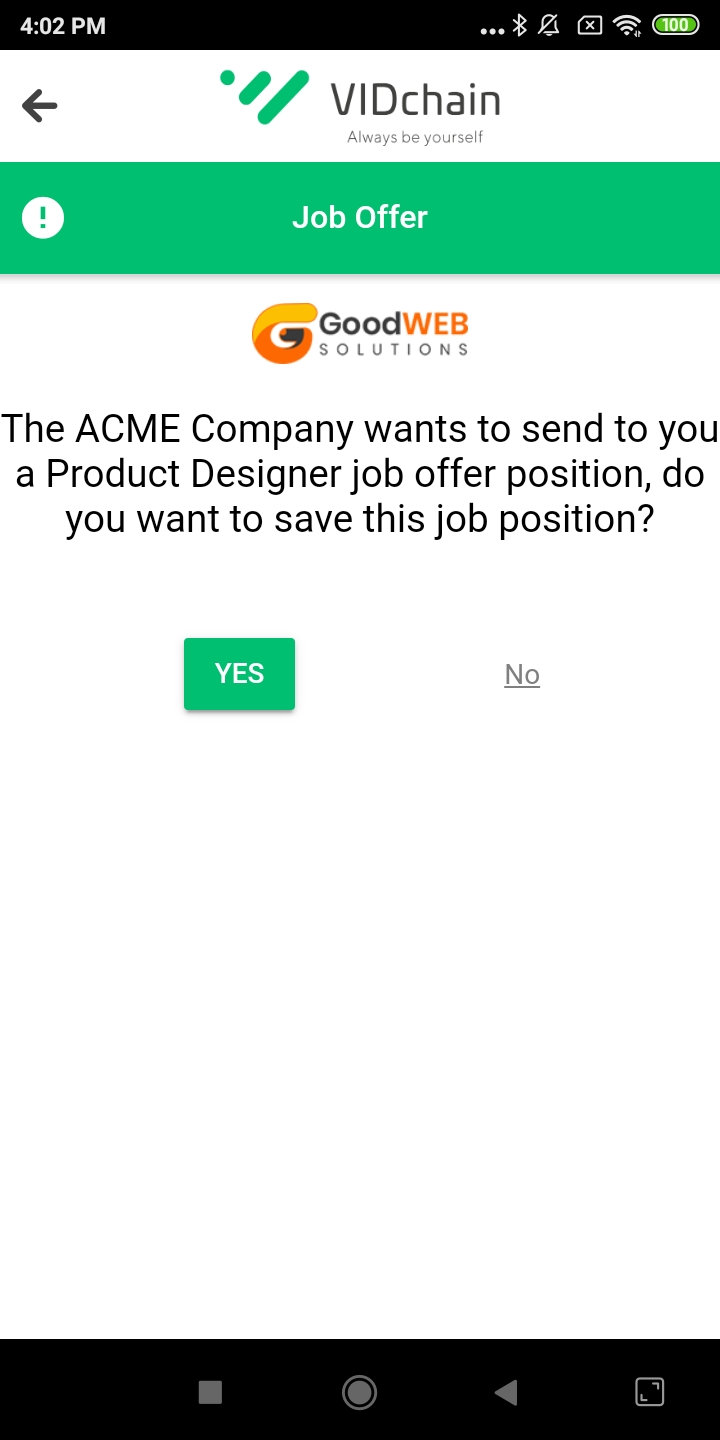 4:02 PM
100
VIDchain
Always be yourself
Job Offer
GoodWEB
SOLUTIONS
The ACME Company wants to send to you
a Product Designer job offer position, do
you want to save this job position?
YES
No